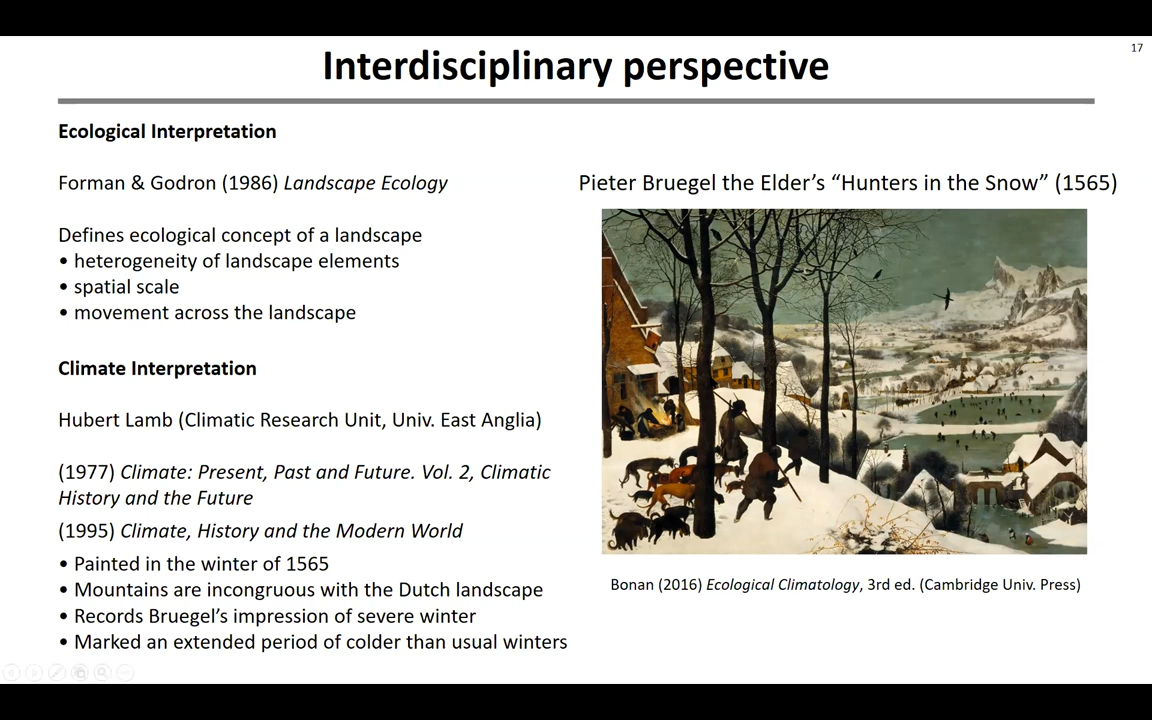 17
Interdisciplinary perspective
Ecological Interpretation
Forman & Godron (1986) Landscape Ecology
Defines ecological concept of a landscape
• heterogeneity of landscape elements
• spatial scale
• movement across the landscape
Climate Interpretation
Hubert Lamb (Climatic Research Unit, Univ. East Anglia)
(1977) Climate: Present, Past and Future. Vol. 2, Climatic
History and the Future
(1995) Climate, History and the Modern World
• Painted in the winter of 1565
• Mountains are incongruous with the Dutch landscape
• Records Bruegel’s impression of severe winter
• Marked an extended period of colder than usual winters
Pieter Bruegel the Elder’s “Hunters in the Snow” (1565)
Bonan (2016) Ecological Climatology, 3rd ed. (Cambridge Univ. Press)